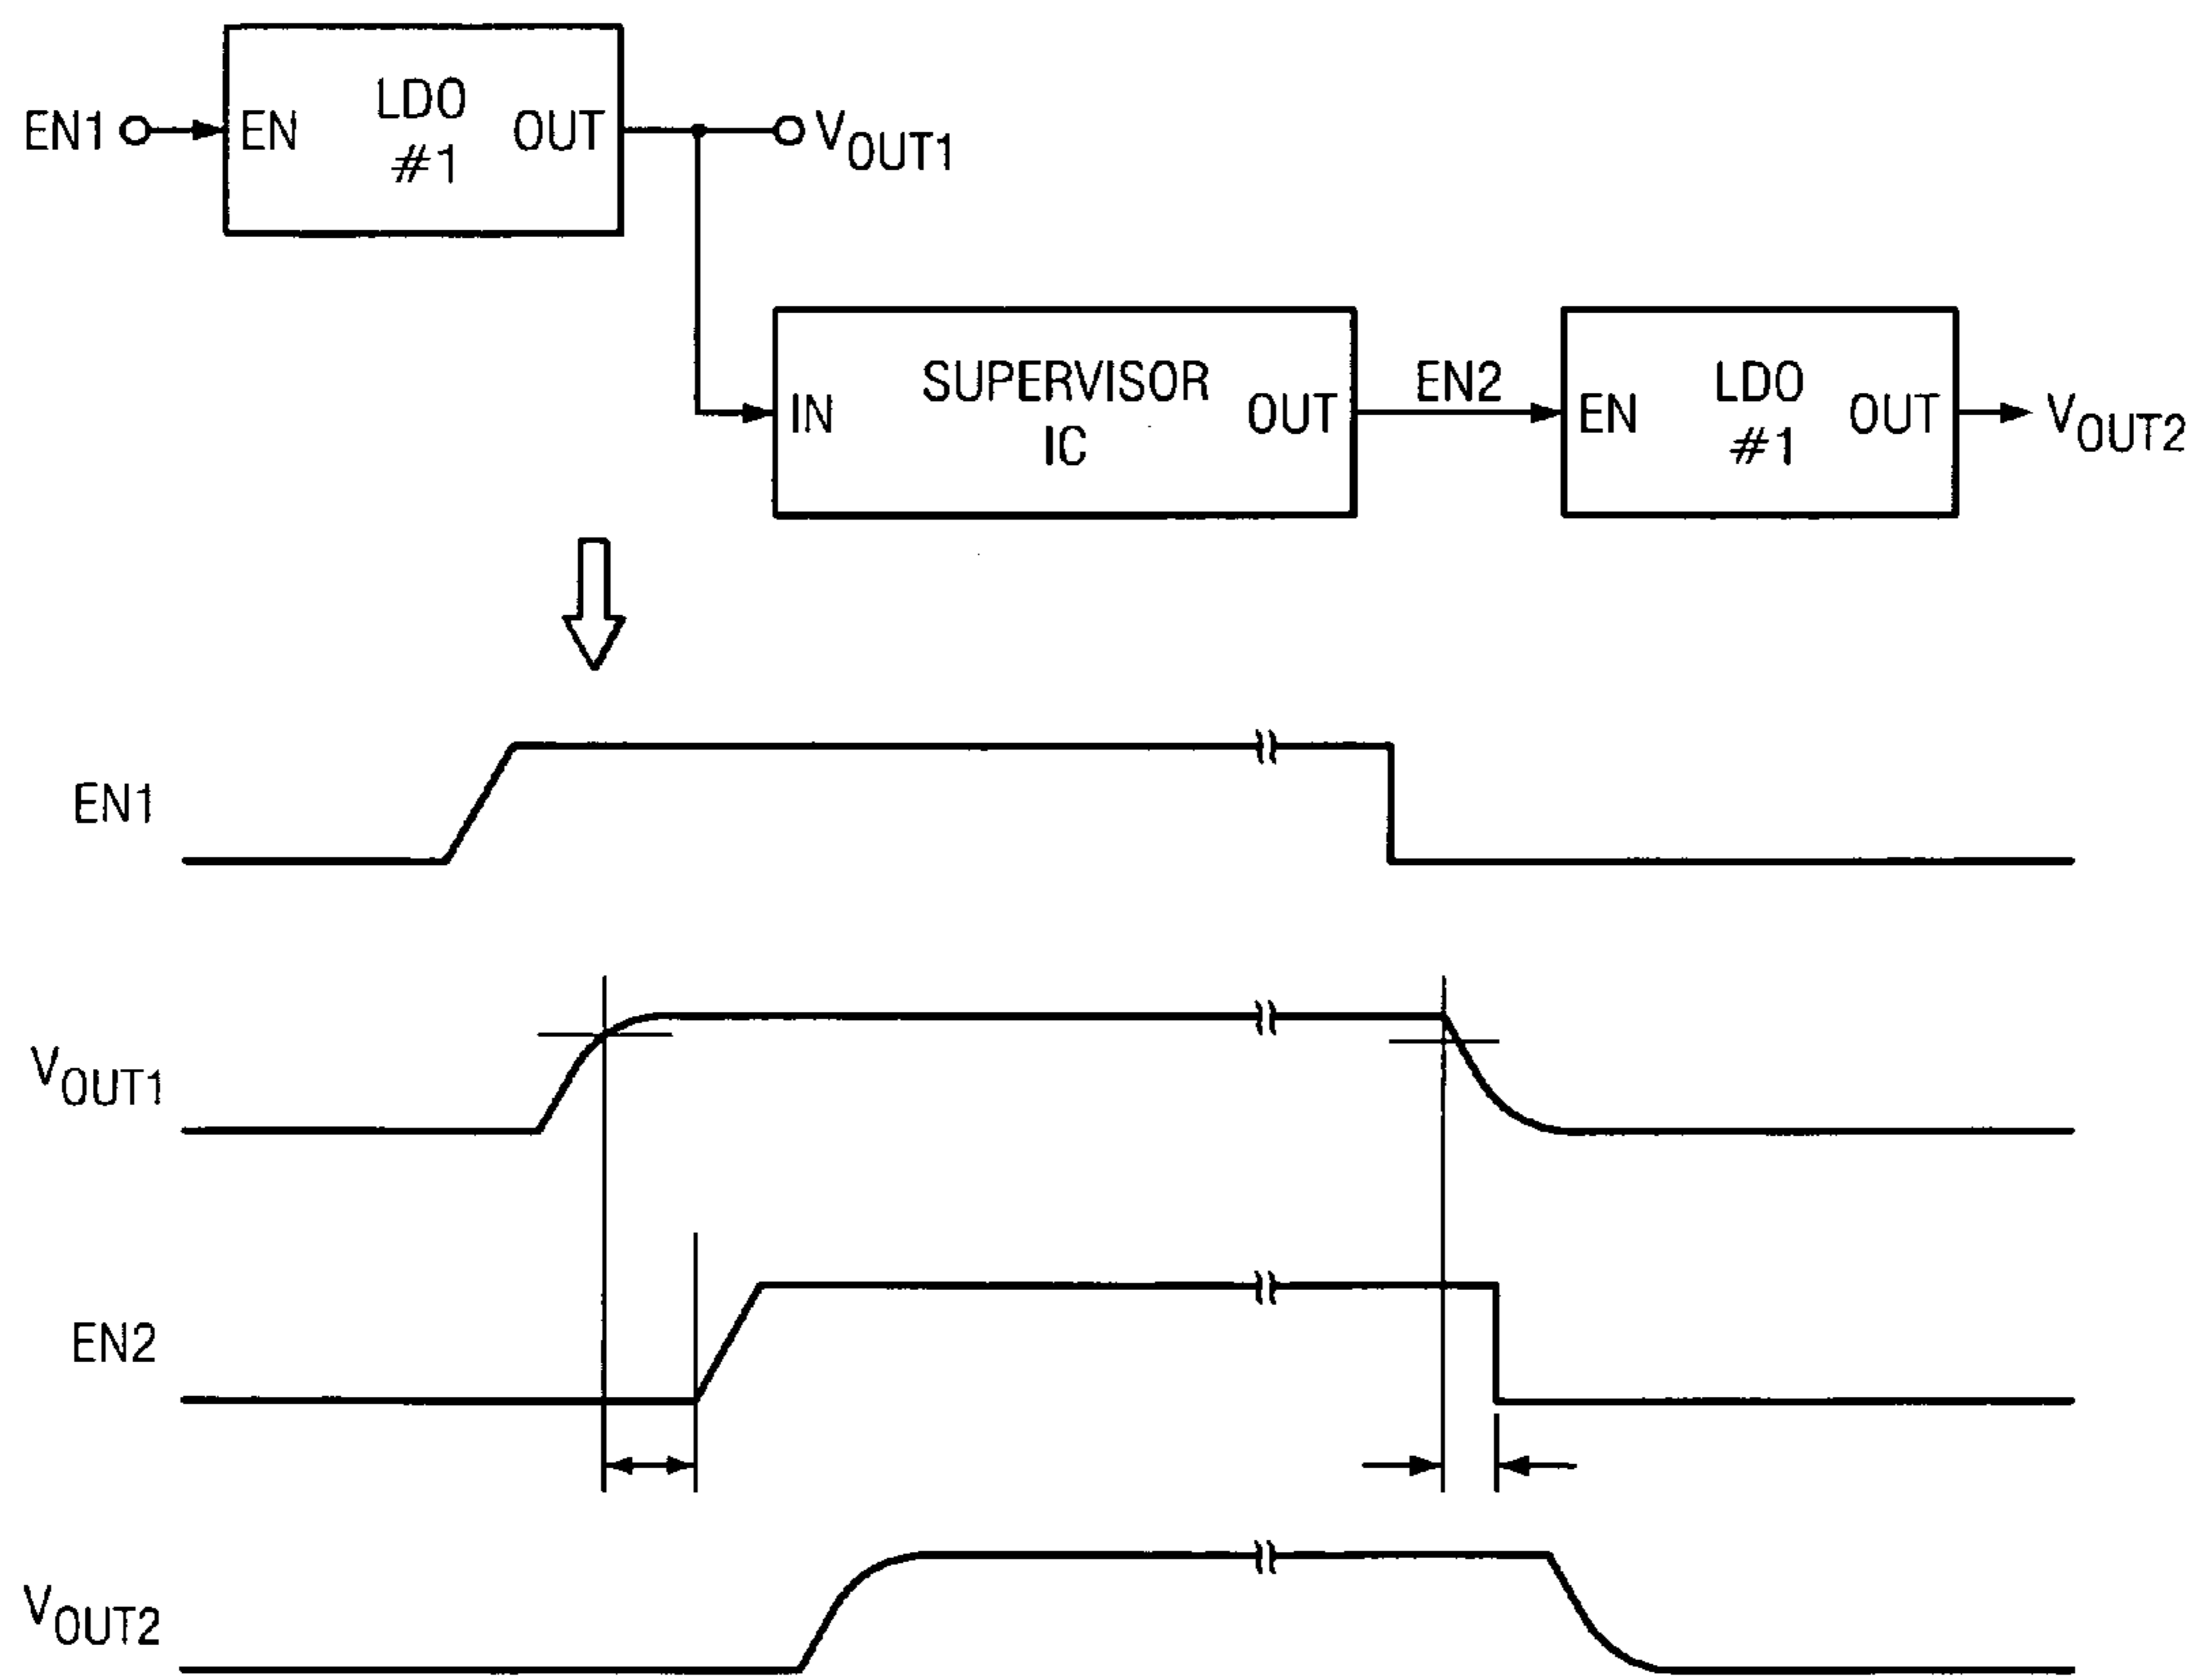 EN1
EN
LDO
#1
OUT
VOUT1
IN
SUPERVISOR
IC
OUT
EN2
EN
LDO
#1
OUT
VOUT2
EN1
VOUT1
EN2
VOUT2